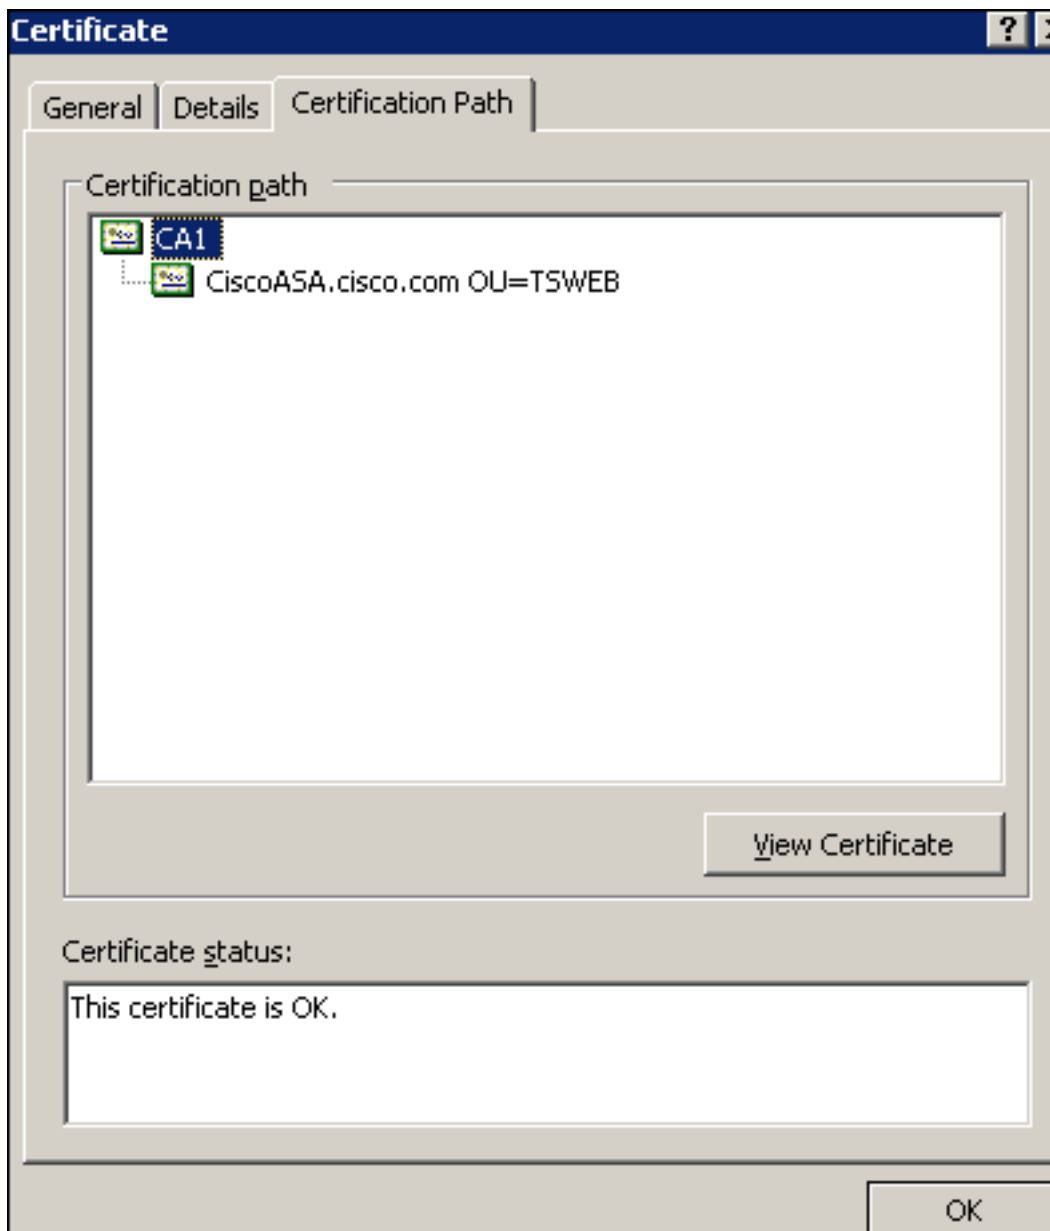 Certificate
General Details Certification Path
Certification path
CA1
CiscoASA.cisco.com OU=TSWEB
View Certificate
Certificate status:
This certificate is OK.
OK